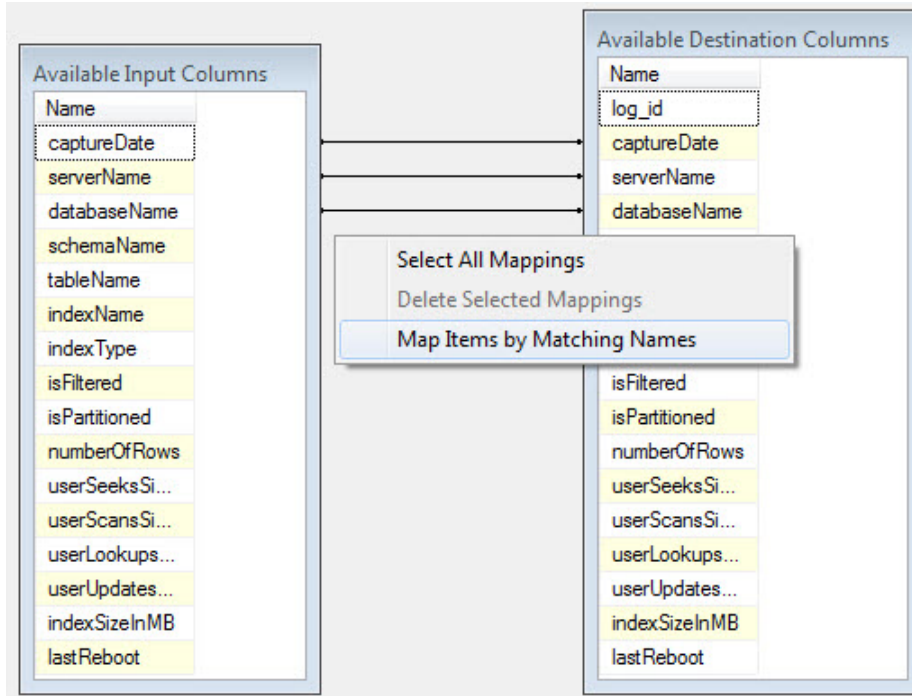 Available Input Columns
Name
captureDate
serverName
databaseName
schemaName
tableName
indexName
indexType
isFiltered
isPartitioned
numberOfRows
userSeeksSi...
userScansSi...
userLookups...
userUpdates...
indexSizeInMB
lastReboot
Available Destination Columns
Name
log_id
captureDate
serverName
databaseName
isFiltered
isPartitioned
numberOfRows
userSeeksSi...
userScansSi...
userLookups...
userUpdates...
indexSizeInMB
lastReboot
Select All Mappings
Delete Selected Mappings
Map Items by Matching Names